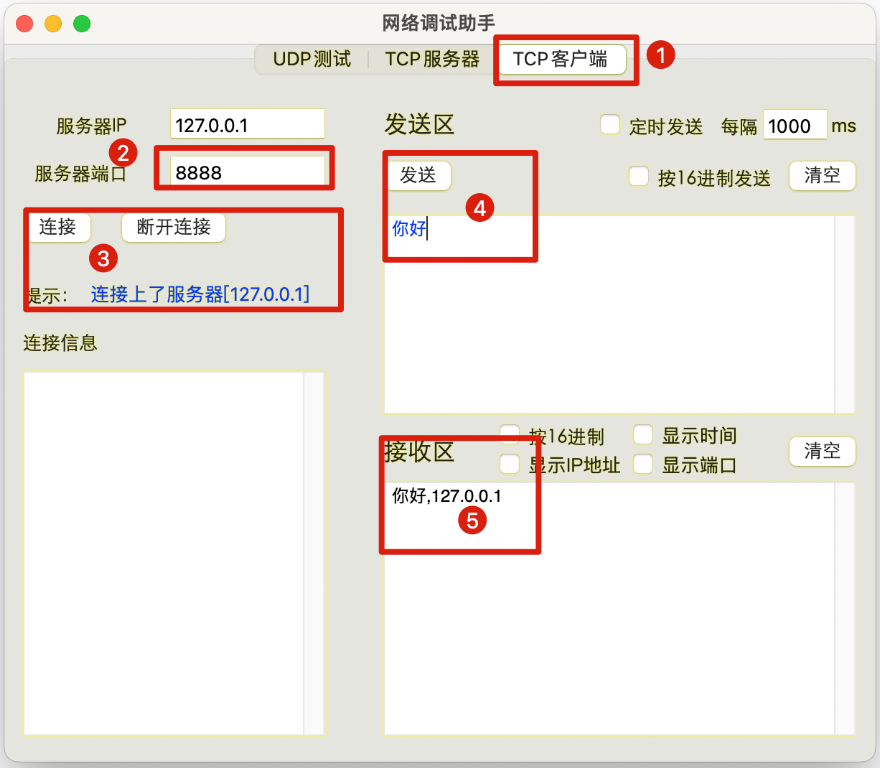 网络调试助手
UDP测试 TCP服务器 TCP客户端 1
服务器IP 127.0.0.1
2
服务器端口 8888
连接 断开连接
3
提示： 连接上了服务器[127.0.0.1]
连接信息
发送区 定时发送 每隔 1000 ms
发送 按16进制发送 清空
4
你好
接收区 按16进制 显示时间
显示IP地址 显示端口 清空
你好,127.0.0.1
5